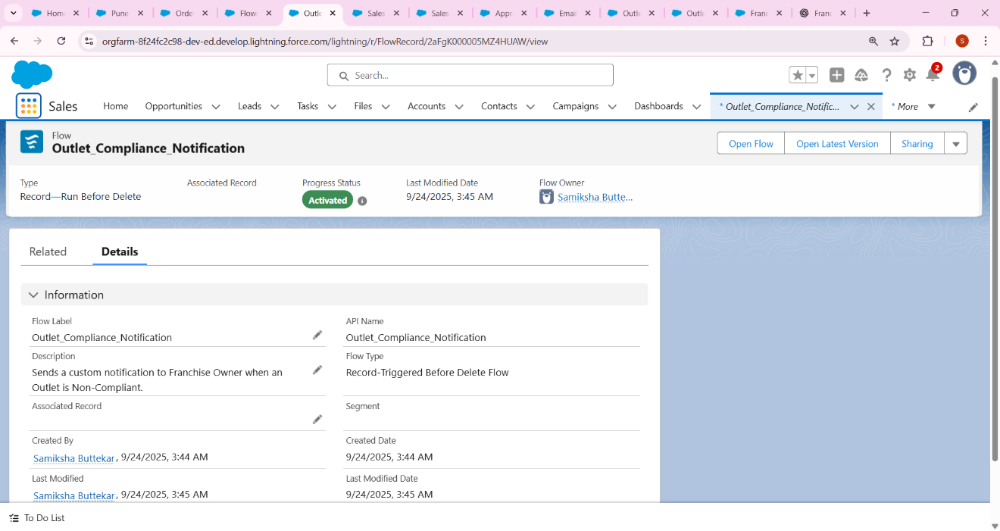 Home
Pune
Orde
Flows
Outle
Sales
Sales
Appr
Email
Outle
Outle
Franc
Franc
S
orgfarm-8f24fc2c98-dev-ed.develop.lightning.force.com/lightning/r/FlowRecord/2aFgK000005MZ4HUAW/view
Search...
2
Sales
Home
Opportunities
Leads
Tasks
Files
Accounts
Contacts
Campaigns
Dashboards
* Outlet_Compliance_Notific...
* More
Flow
Outlet_Compliance_Notification
Open Flow
Open Latest Version
Sharing
Type
Associated Record
Progress Status
Last Modified Date
Flow Owner
Record—Run Before Delete
Activated
9/24/2025, 3:45 AM
Samiksha Butte...
Related
Details
Information
Flow Label
API Name
Outlet_Compliance_Notification
Outlet_Compliance_Notification
Description
Flow Type
Sends a custom notification to Franchise Owner when an
Outlet is Non-Compliant.
Record-Triggered Before Delete Flow
Associated Record
Segment
Created By
Created Date
Samiksha Buttekar, 9/24/2025, 3:44 AM
9/24/2025, 3:44 AM
Last Modified
Last Modified Date
Samiksha Buttekar, 9/24/2025, 3:45 AM
9/24/2025, 3:45 AM
To Do List